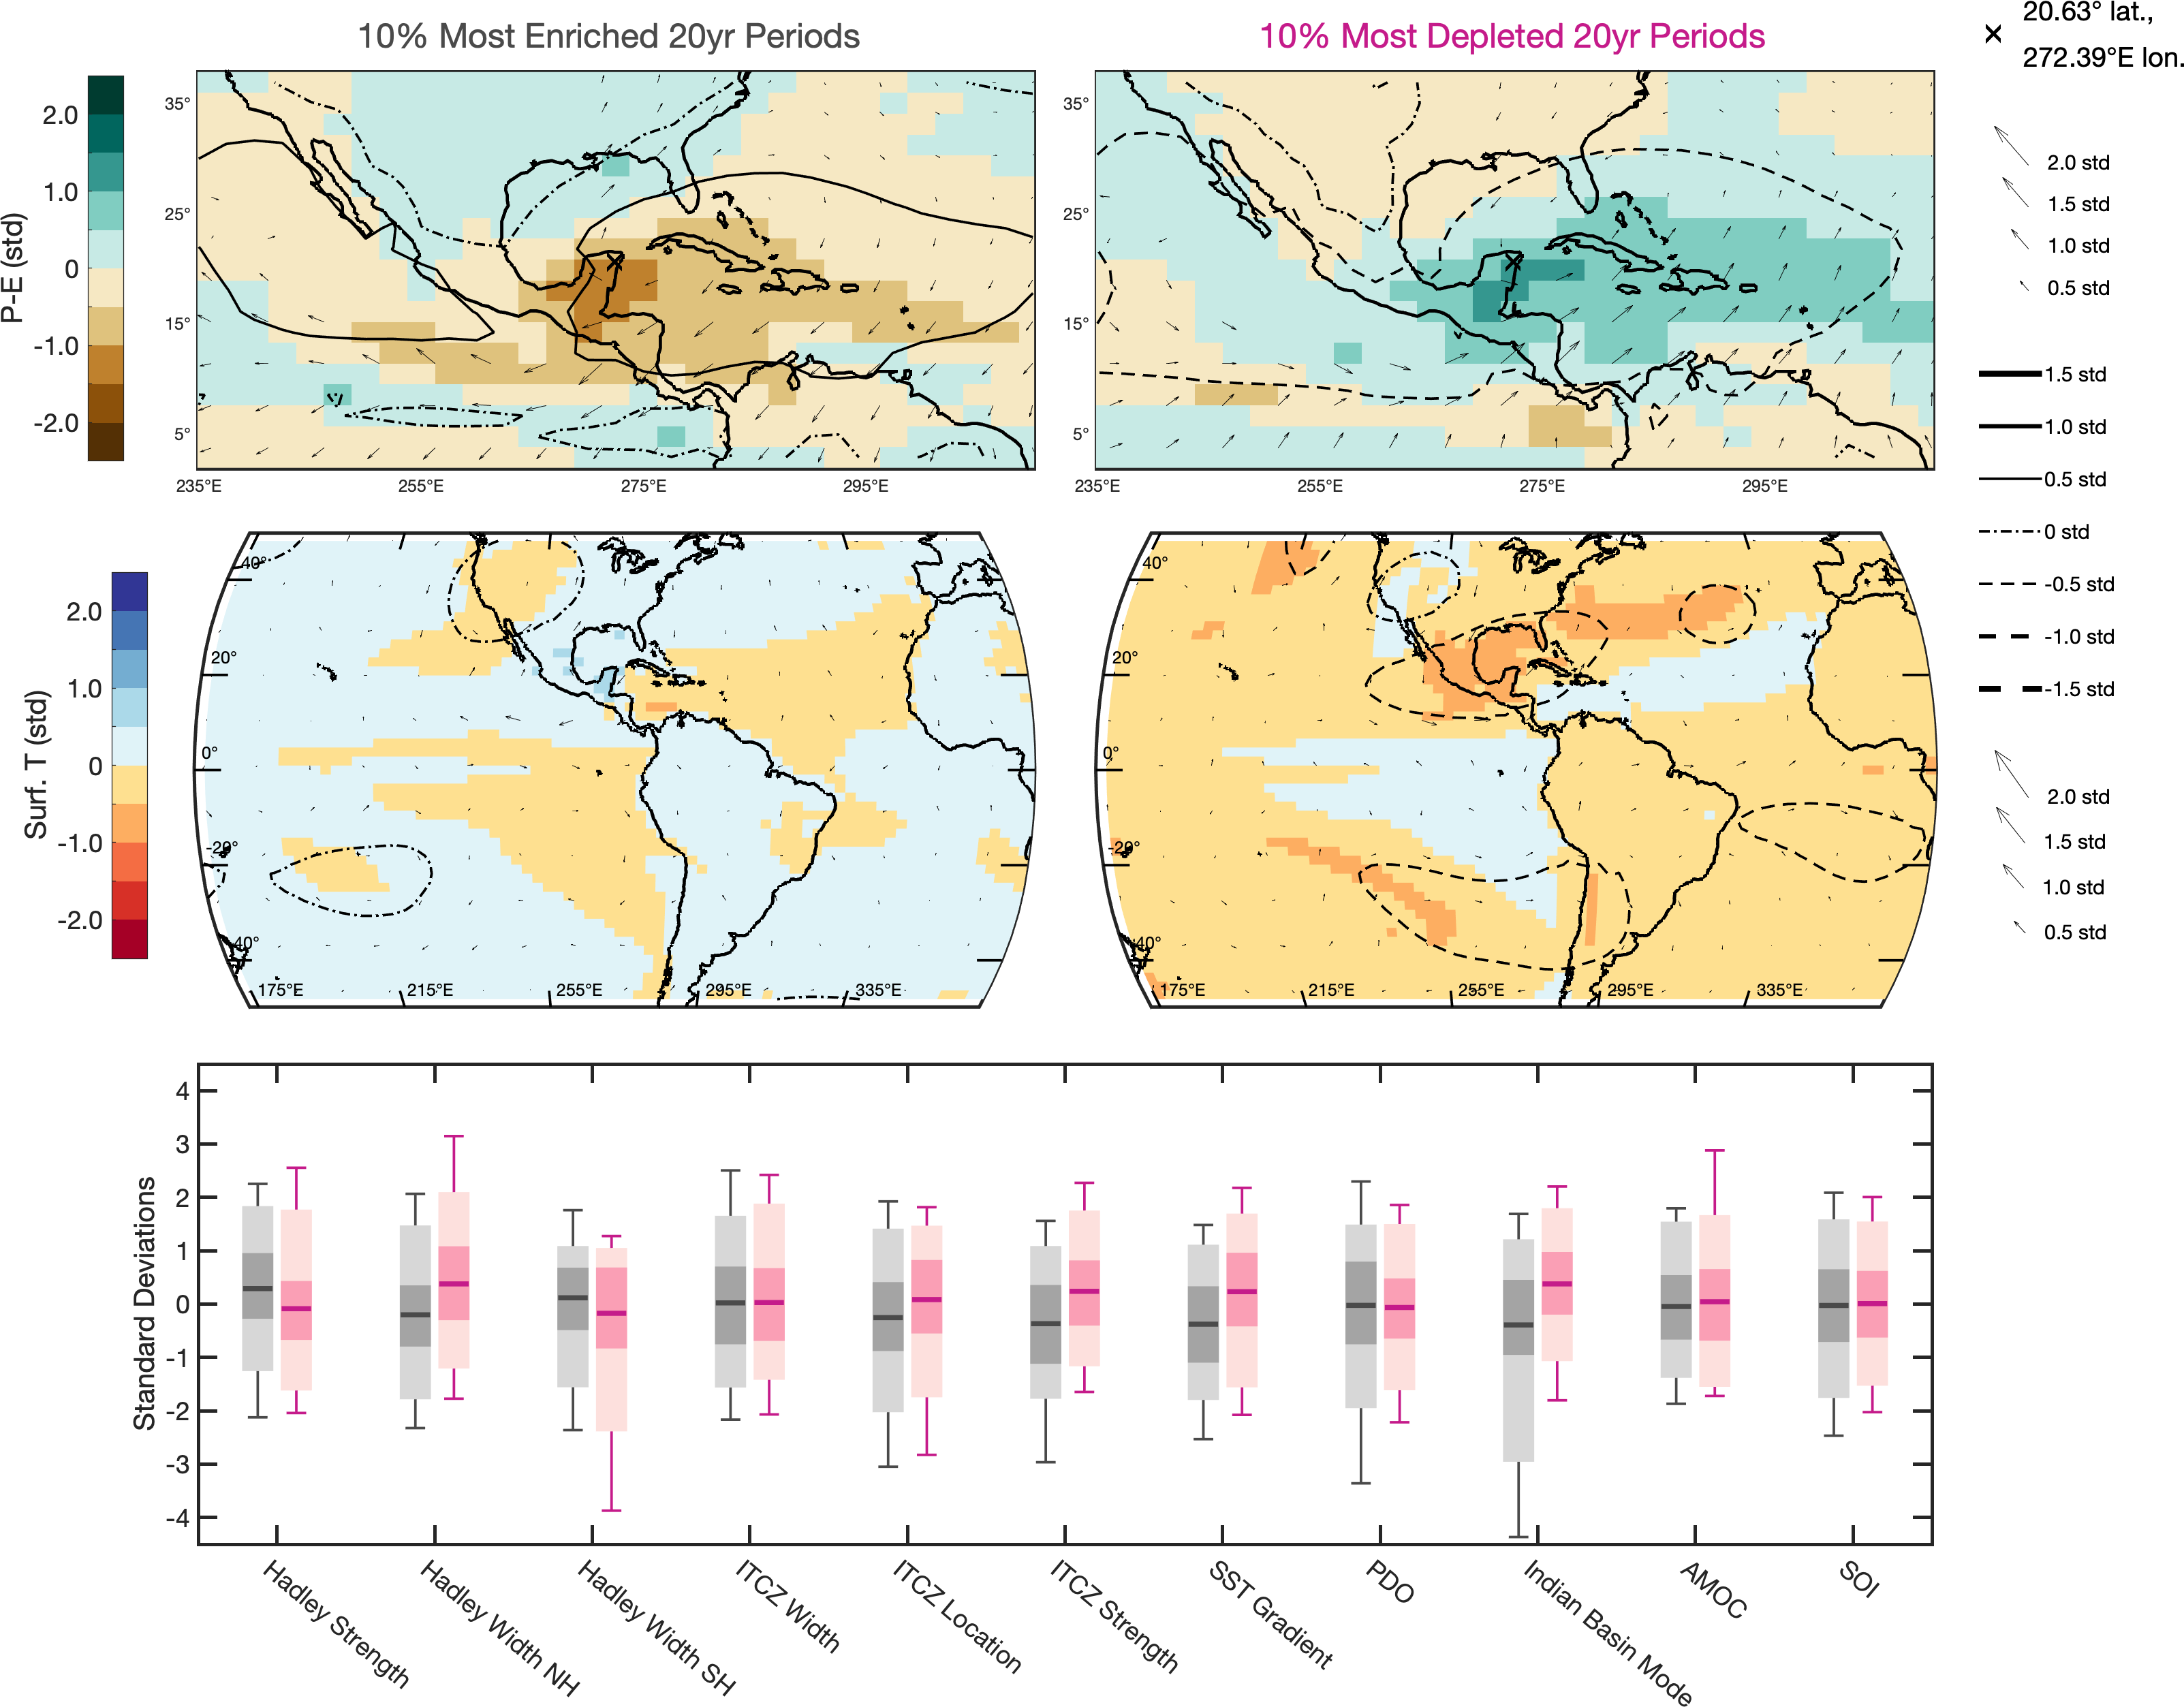 10% Most Enriched 20yr Periods
10% Most Depleted 20yr Periods
20.63° lat.,
272.39°E lon.
P-E (std)
2.0
1.0
0
-1.0
-2.0
35°
25°
15°
5°
235°E
255°E
275°E
295°E
35°
25°
15°
5°
235°E
255°E
275°E
295°E
2.0 std
1.5 std
1.0 std
0.5 std
1.5 std
1.0 std
0.5 std
0 std
-0.5 std
-1.0 std
-1.5 std
Surf. T (std)
2.0
1.0
0
-1.0
-2.0
40°
20°
0°
-20°
-40°
175°E
215°E
255°E
295°E
335°E
40°
20°
0°
-20°
-40°
175°E
215°E
255°E
295°E
335°E
2.0 std
1.5 std
1.0 std
0.5 std
Standard Deviations
4
3
2
1
0
-1
-2
-3
-4
Hadley Strength
Hadley Width NH
Hadley Width SH
ITCZ Width
ITCZ Location
ITCZ Strength
SST Gradient
PDO
Indian Basin Mode
AMOC
SOI